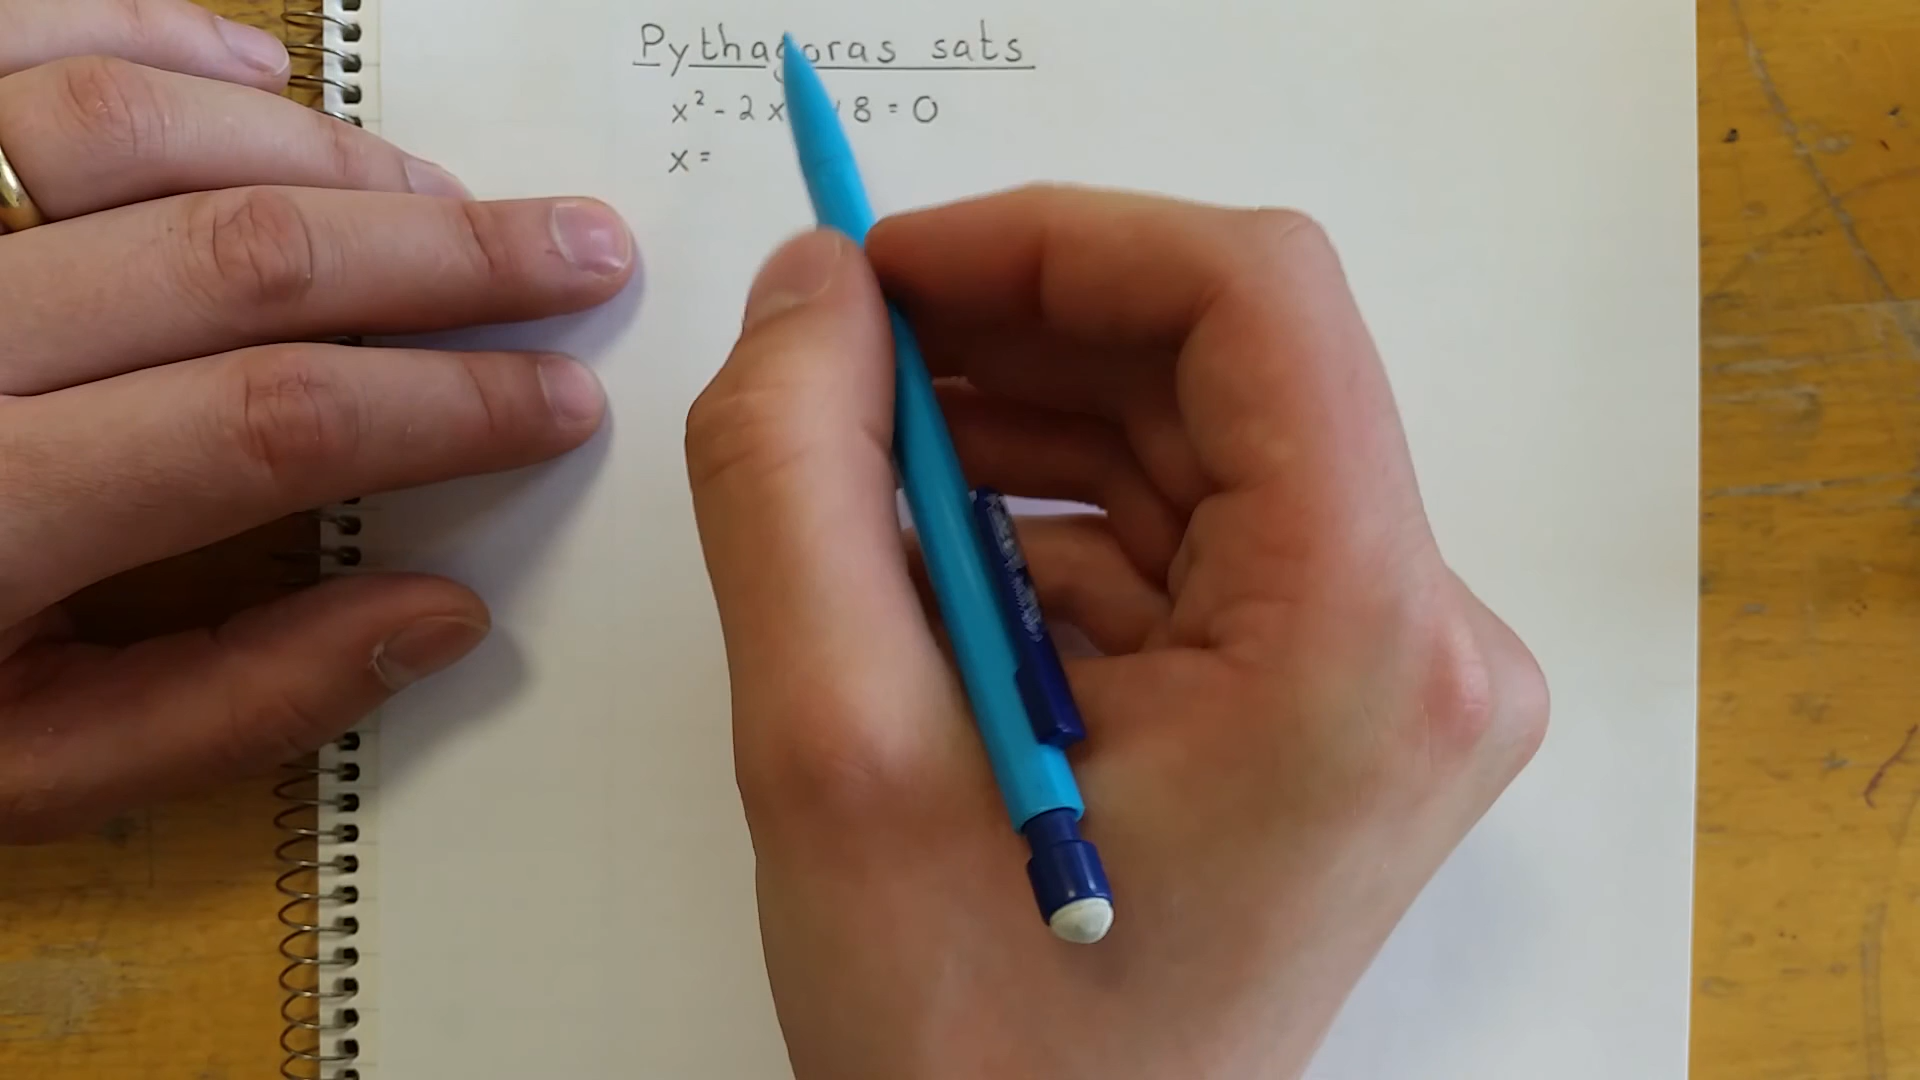 Pythagoras sats
x² - 2x 8 = 0
x =